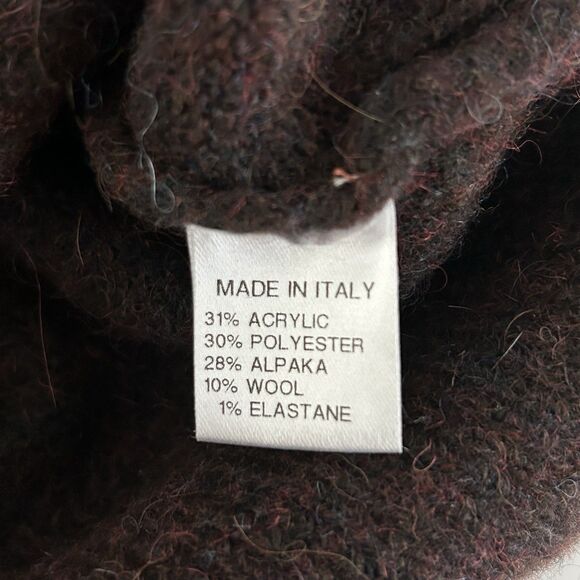 MADE IN ITALY
31% ACRYLIC
30% POLYESTER
28% ALPAKA
10% WOOL
1% ELASTANE